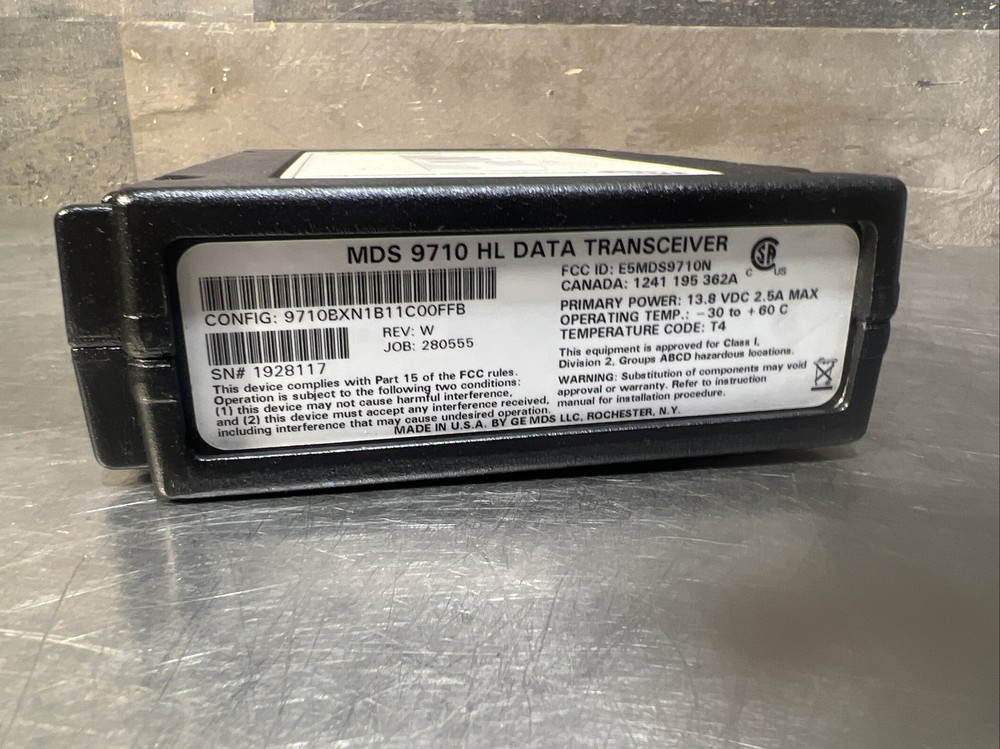 MDS 9710 HL DATA TRANSCEIVER
CONFIG: 9710BXN1B11C00FFB
REV: W
JOB: 280555
SN# 1928117
This device complies with Part 15 of the FCC rules.
Operation is subject to the following two conditions:
(1) this device may not cause harmful interference,
and (2) this device must accept any interference received,
including interference that may cause undesired operation.
FCC ID: E5MDS9710N
CANADA: 1241 195 362A
SA
C US
PRIMARY POWER: 13.8 VDC 2.5A MAX
OPERATING TEMP.: −30 to +60 C
TEMPERATURE CODE: T4
This equipment is approved for Class I,
Division 2, Groups ABCD hazardous locations.
WARNING: Substitution of components may void
approval or warranty. Refer to instruction
manual for installation procedure.
MADE IN U.S.A. BY GE MDS LLC, ROCHESTER, N.Y.